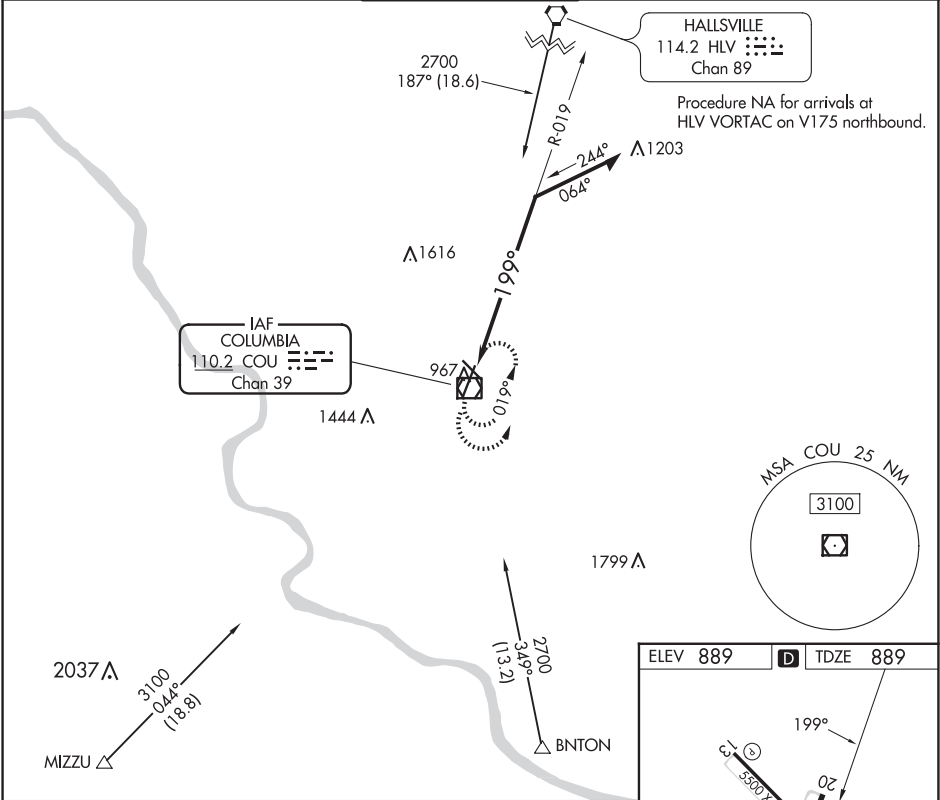 HALLSVILLE
114.2 HLV
Chan 89
2700
187° (18.6)
Procedure NA for arrivals at
HLV VORTAC on V175 northbound.
R-019
244°
064°
1203
1616
199°
IAF
COLUMBIA
110.2 COU
Chan 39
967
019°
1444
MSA COU 25 NM
3100
1799
2037
3100
044°
(18.8)
MIZZU
2700
349°
(13.2)
BNTON
ELEV 889 D TDZE 889
199°
13
P
5500 X
20